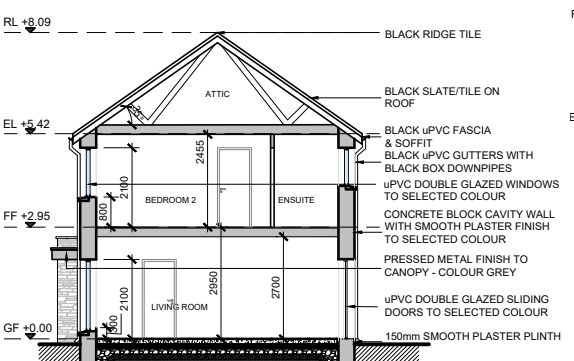 RL +8.09
BLACK RIDGE TILE
ATTIC
BLACK SLATE/TILE ON
ROOF
35°
EL +5.42
BLACK uPVC FASCIA
& SOFFIT
BLACK uPVC GUTTERS WITH
BLACK BOX DOWNPIPES
2455
2100
uPVC DOUBLE GLAZED WINDOWS
TO SELECTED COLOUR
BEDROOM 2
ENSUITE
800
CONCRETE BLOCK CAVITY WALL
WITH SMOOTH PLASTER FINISH
TO SELECTED COLOUR
FF +2.95
PRESSED METAL FINISH TO
CANOPY - COLOUR GREY
2950
2700
2100
LIVING ROOM
uPVC DOUBLE GLAZED SLIDING
DOORS TO SELECTED COLOUR
GF +0.00
150mm SMOOTH PLASTER PLINTH